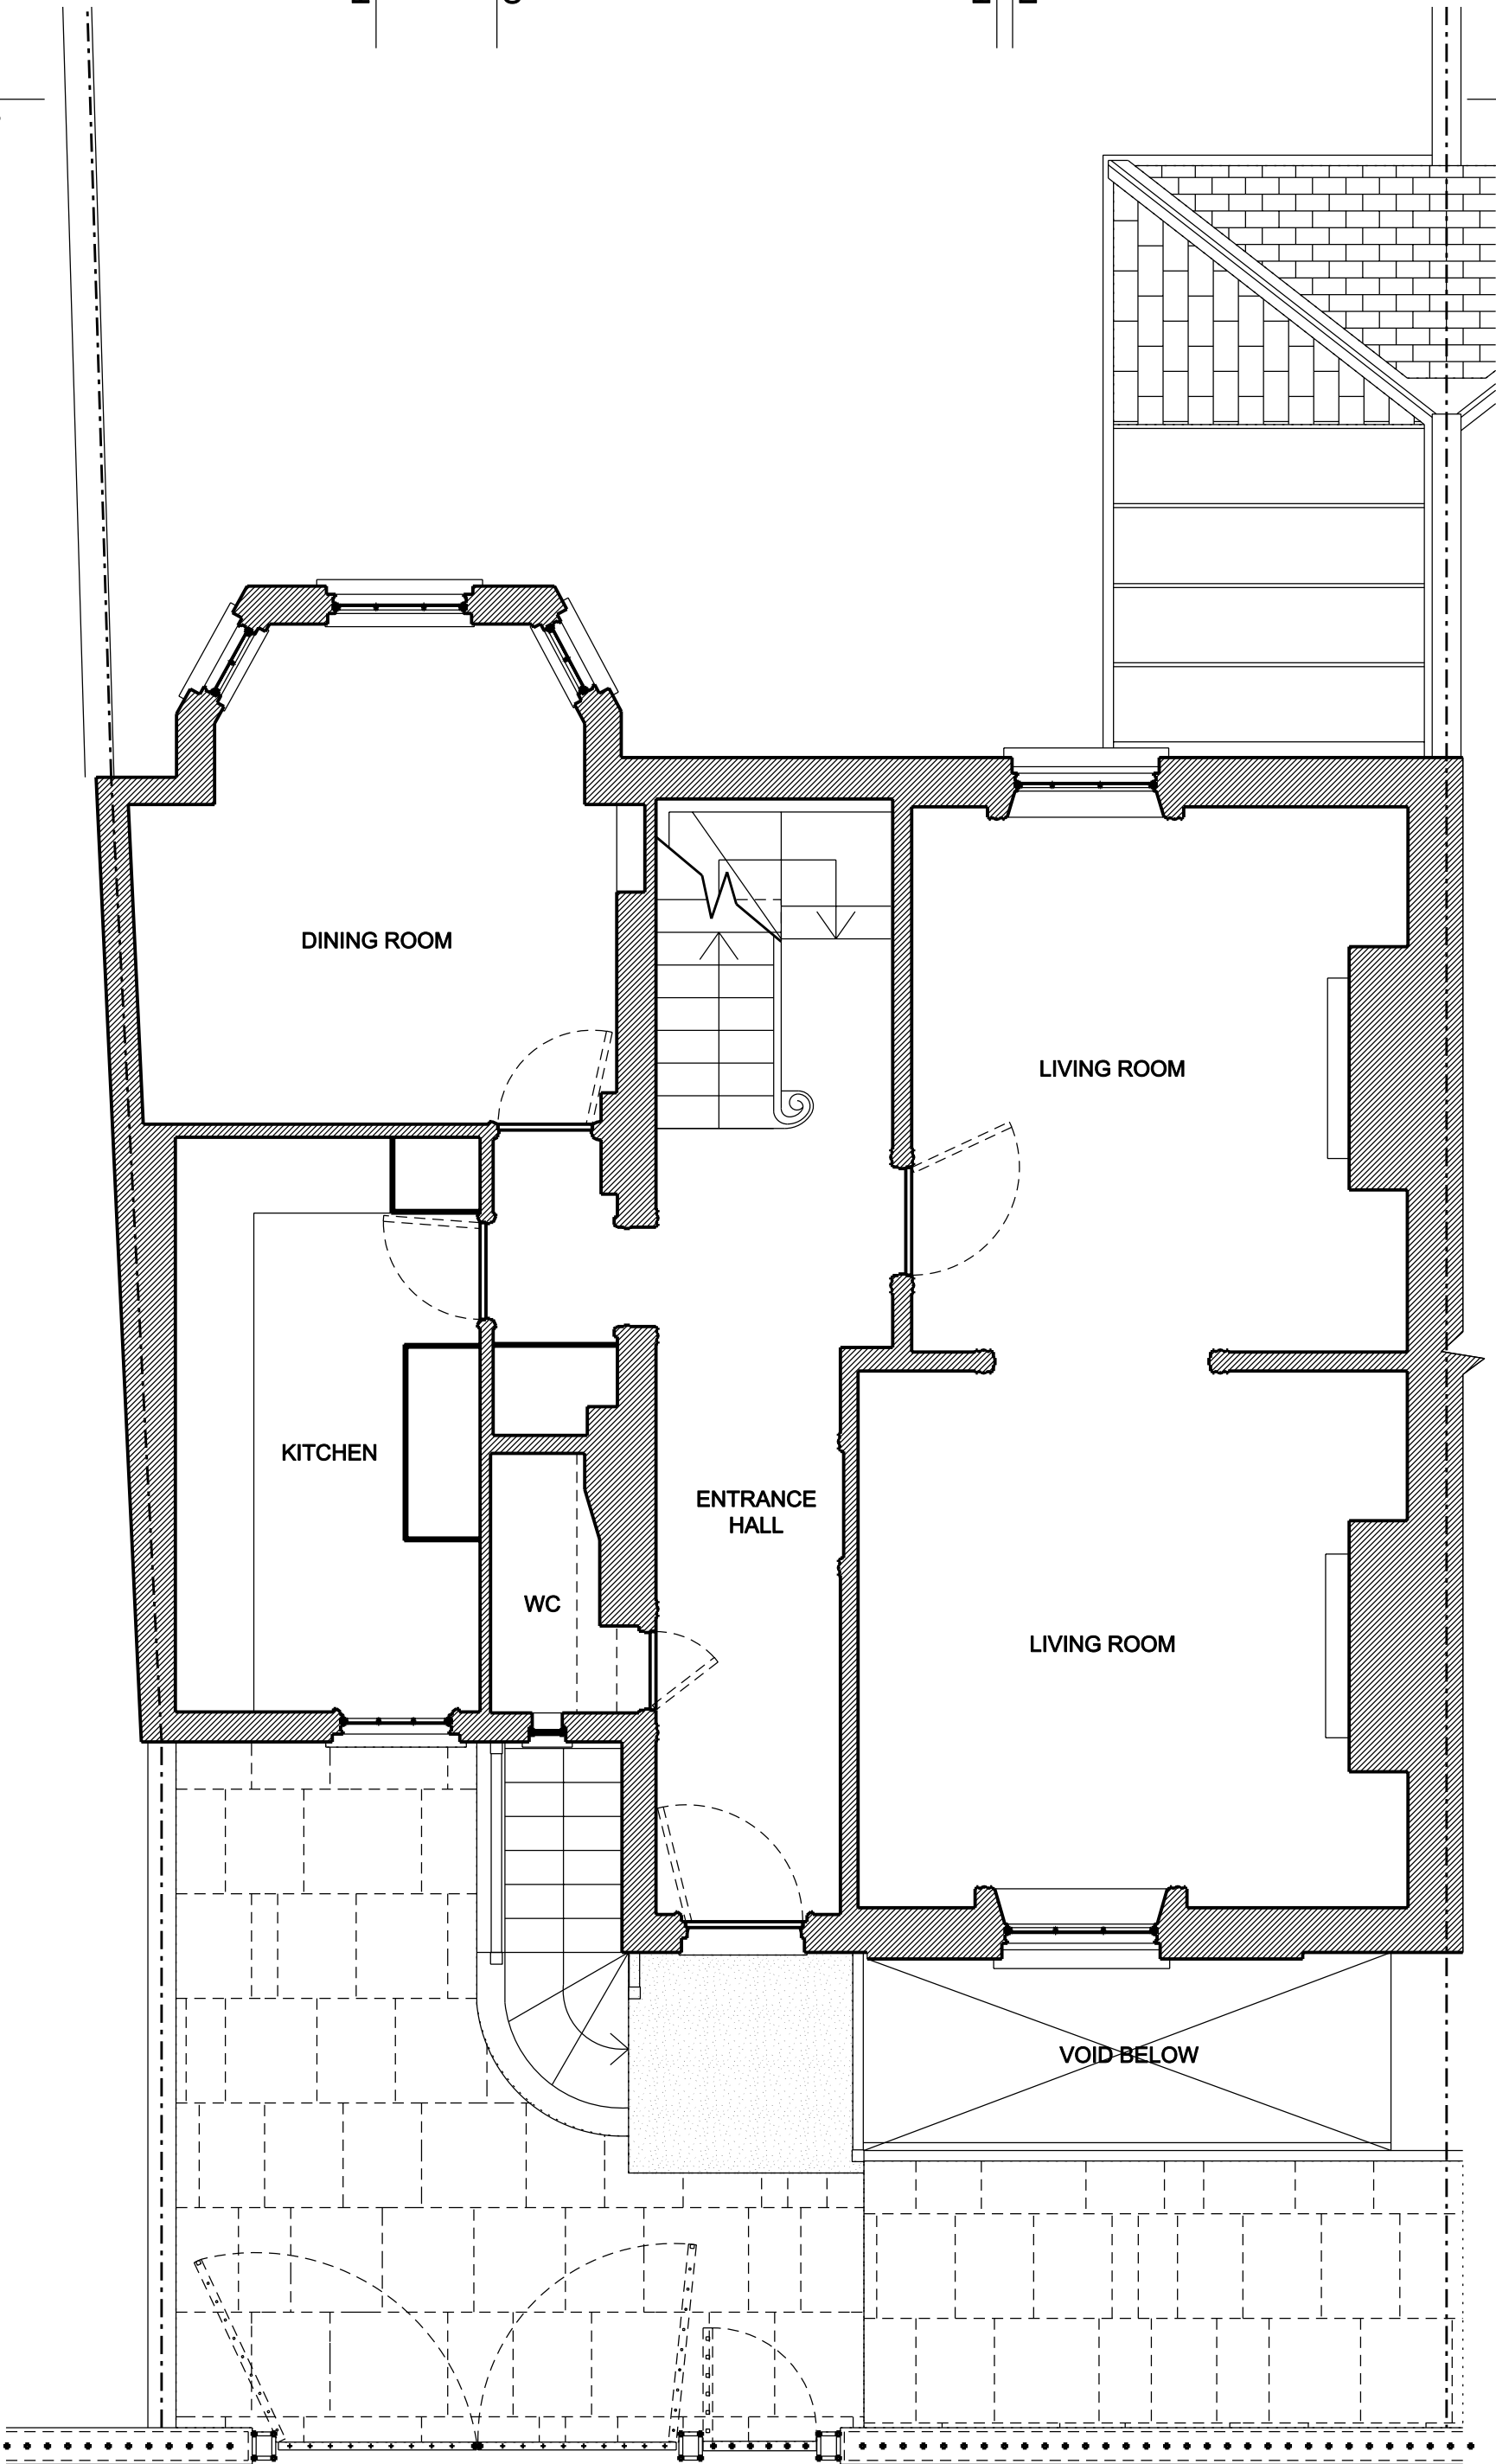 DINING ROOM
LIVING ROOM
KITCHEN
ENTRANCE
HALL
WC
LIVING ROOM
VOID BELOW